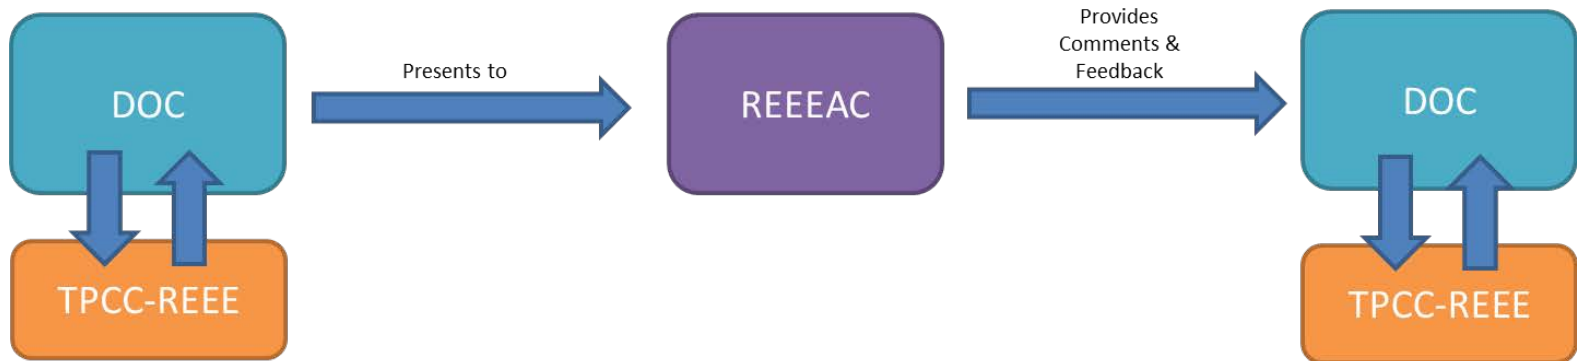 DOC
TPCC-REEE
Presents to
REEEAC
Provides
Comments &
Feedback
DOC
TPCC-REEE